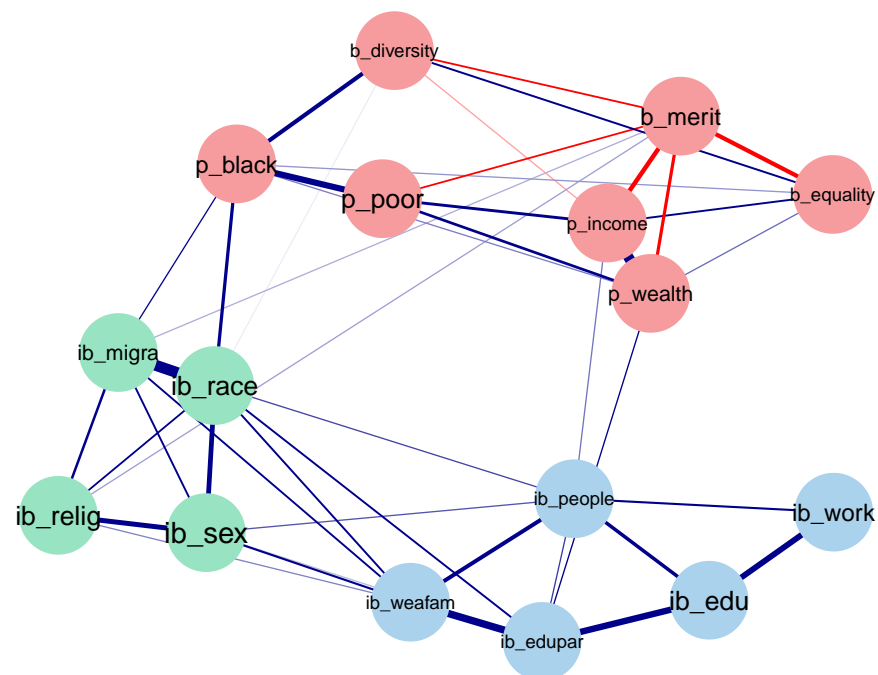 b_diversity
b_merit
p_black
p_poor
b_equality
p_income
p_wealth
ib_migra
ib_race
ib_people
ib_work
ib_relig
ib_sex
ib_weafam
ib_edu
ib_edupar